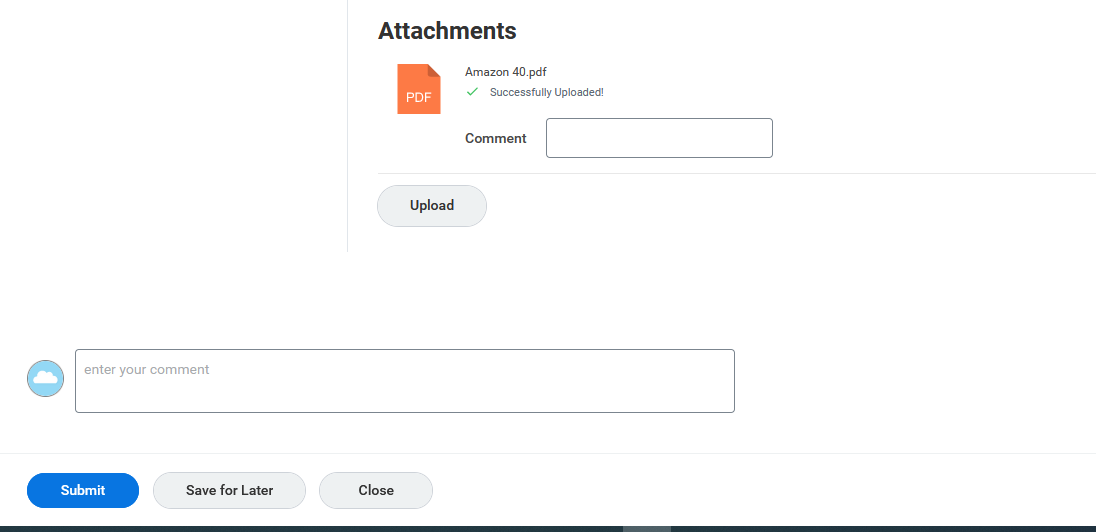 Attachments
PDF
Amazon 40.pdf
Successfully Uploaded!
Comment
Upload
enter your comment
Submit
Save for Later
Close